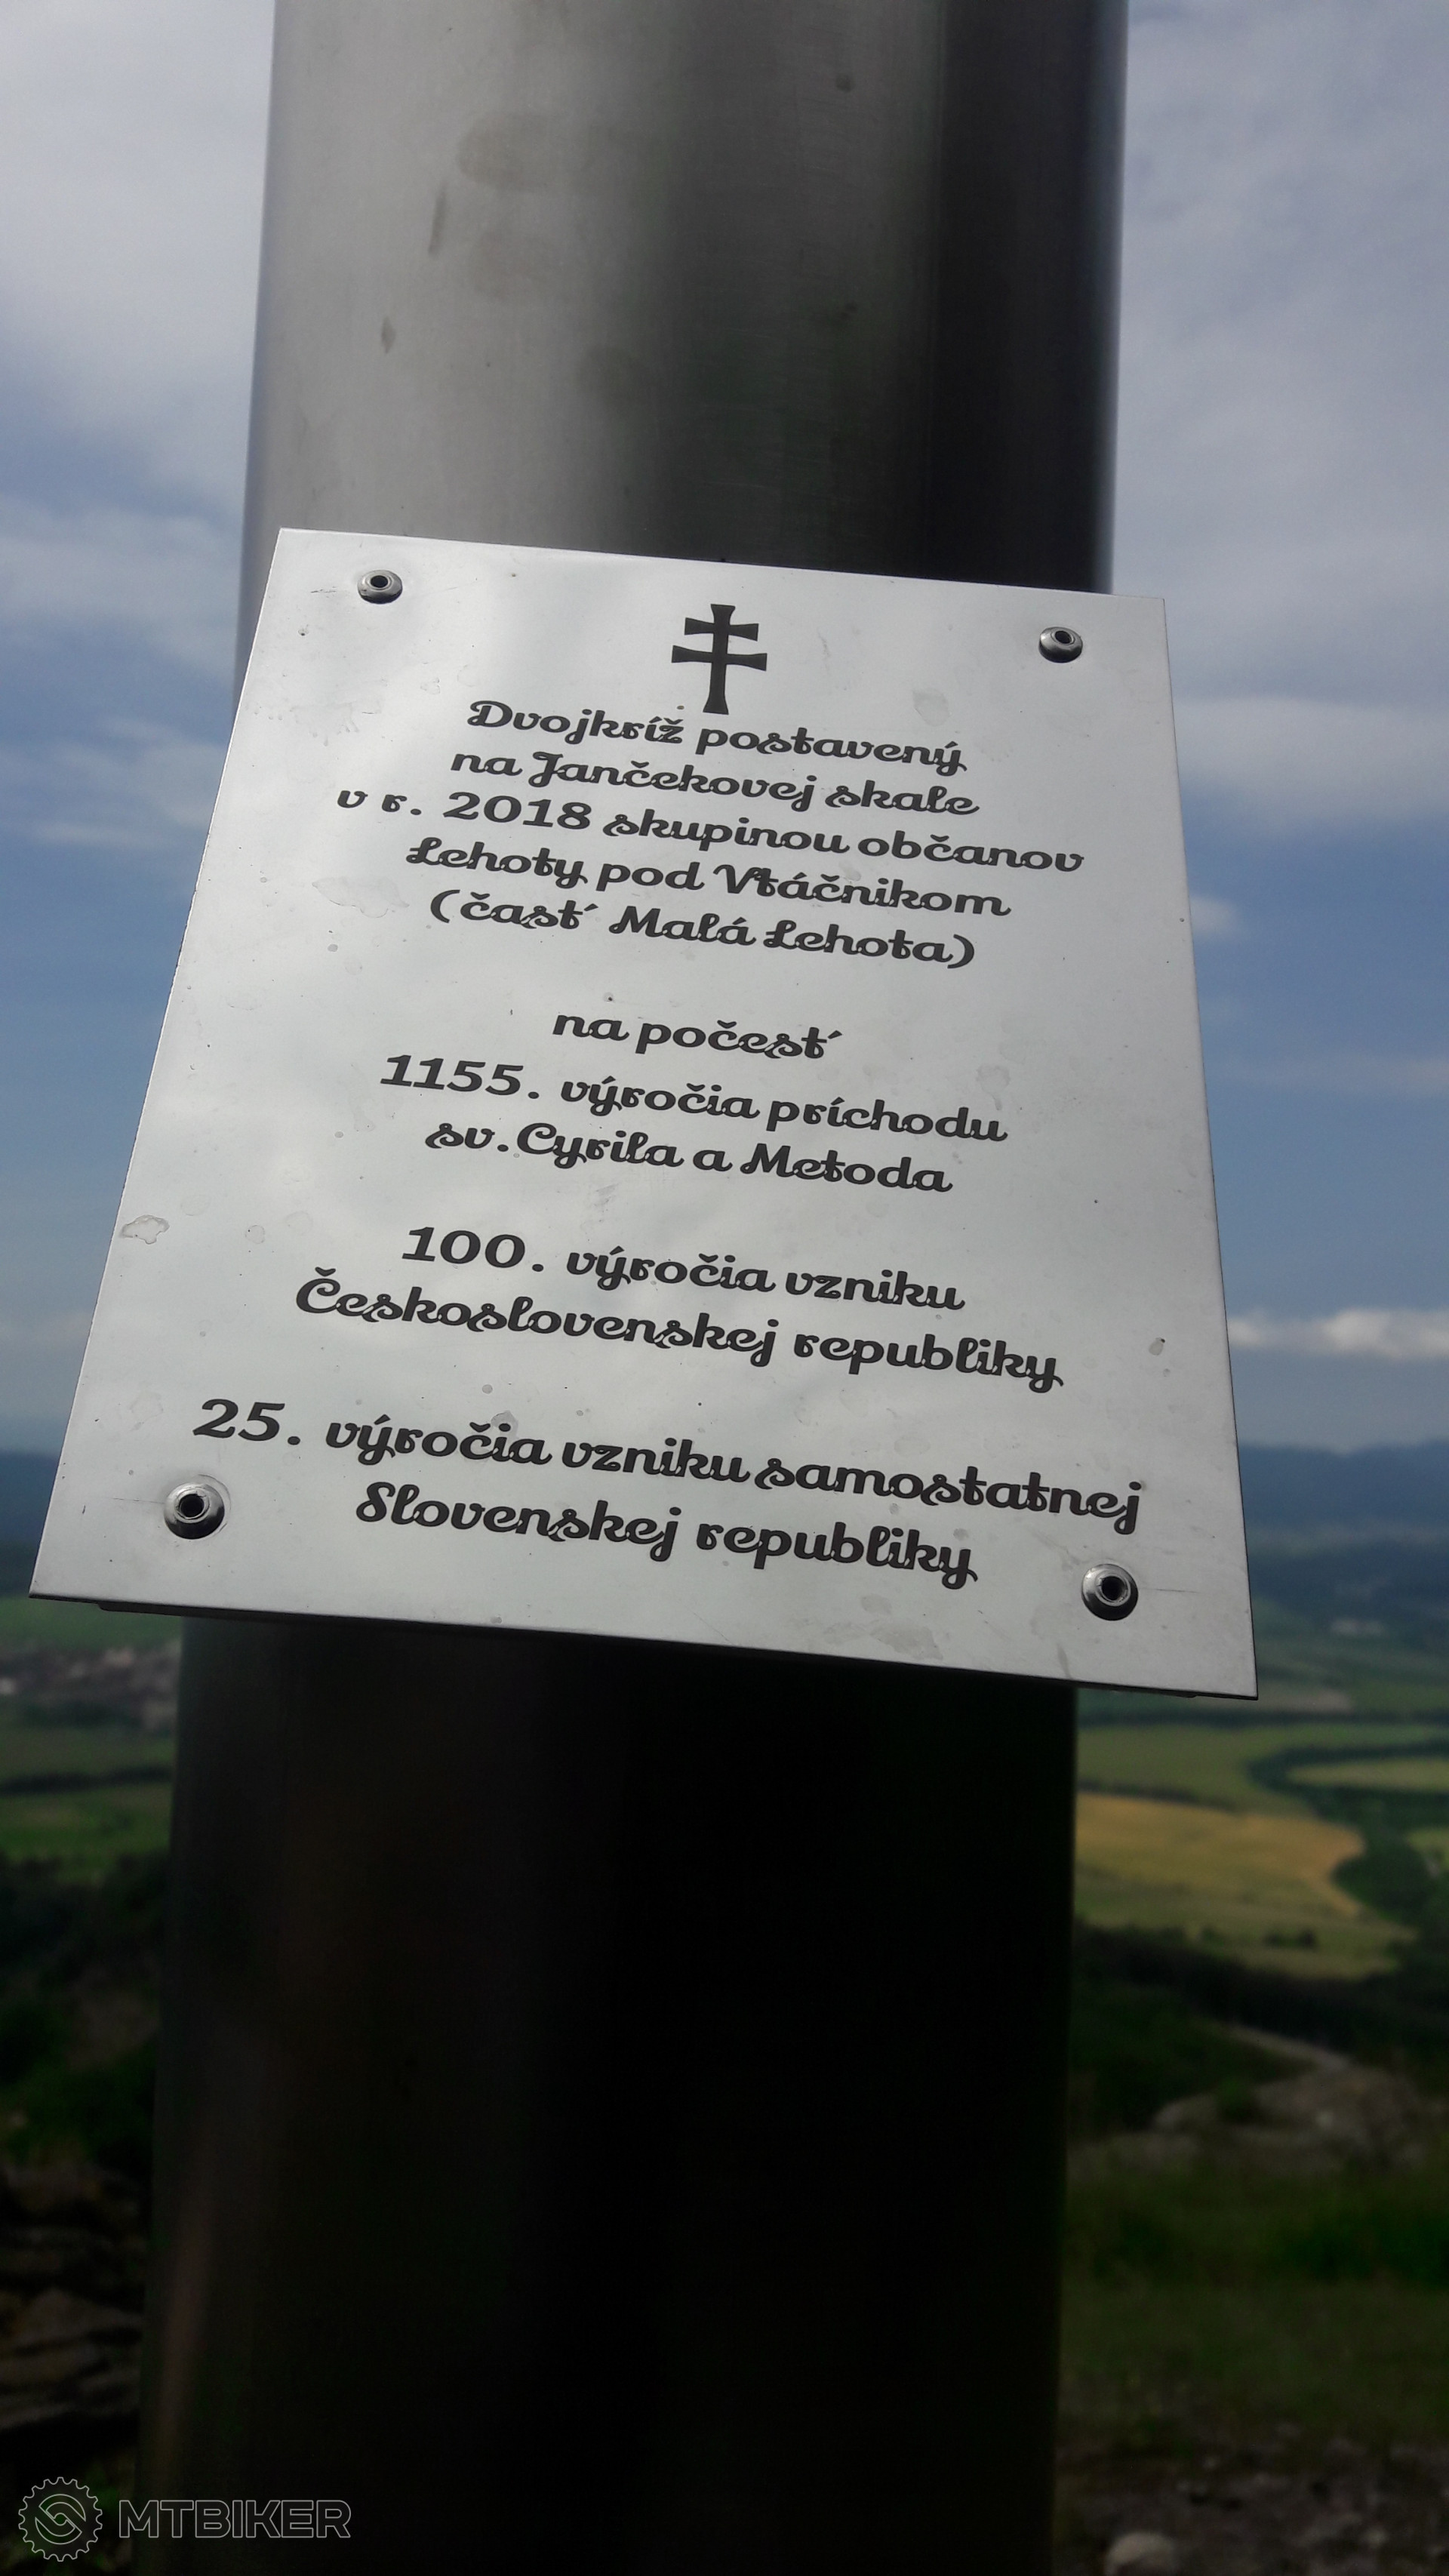 Dvojkríž postavený
na Jančekovej skale
v r. 2018 skupinou občanov
Lehoty pod Vtáčnikom
(časť Malá Lehota)
na počesť
1155. výročia príchodu
sv.Cyrila a Metoda
100. výročia vzniku
Československej republiky
25. výročia vzniku samostatnej
Slovenskej republiky
MTBIKER